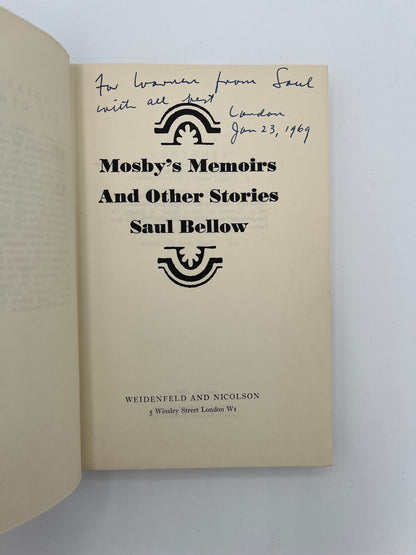 For Warren from Saul
with all best
London
Jan 23, 1969
Mosby's Memoirs
And Other Stories
Saul Bellow
WEIDENFELD AND NICOLSON
5 Winsley Street London W1